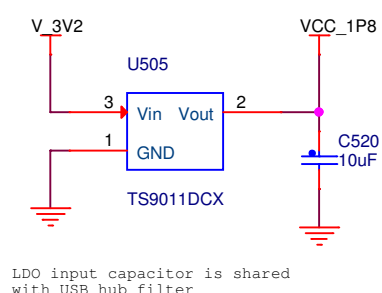 V_3V2
VCC_1P8
U505
3
Vin
Vout
2
1
GND
C520
10uF
TS9011DCX
LDO input capacitor is shared
with USB hub filter